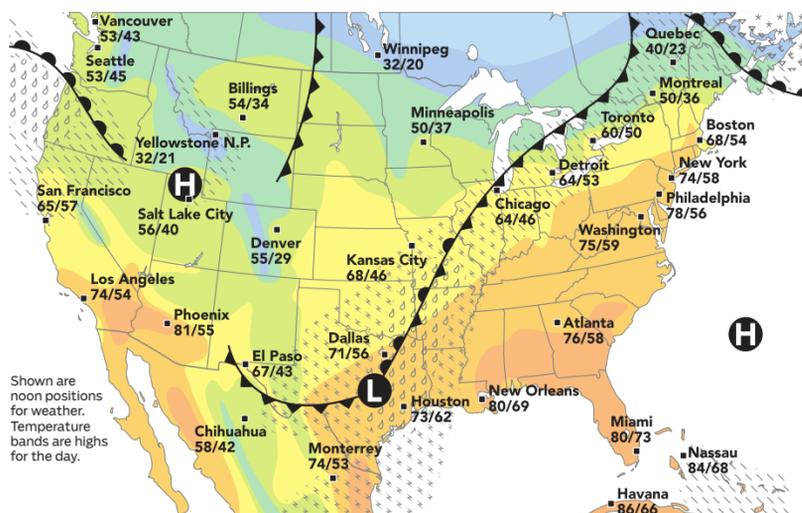 Vancouver
53/43
Seattle
53/45
Winnipeg
32/20
Quebec
40/23
Billings
54/34
Montreal
50/36
Minneapolis
50/37
Toronto
60/50
Boston
68/54
Yellowstone N.P.
32/21
Detroit
64/53
New York
74/58
H
San Francisco
65/57
Salt Lake City
56/40
Chicago
64/46
Philadelphia
78/56
Denver
55/29
Washington
75/59
Kansas City
68/46
Los Angeles
74/54
Phoenix
81/55
Atlanta
76/58
H
Dallas
71/56
El Paso
67/43
Shown are
noon positions
for weather.
Temperature
bands are highs
for the day.
L
Houston
73/62
New Orleans
80/69
Chihuahua
58/42
Miami
80/73
Monterrey
74/53
Nassau
84/68
Havana
86/66